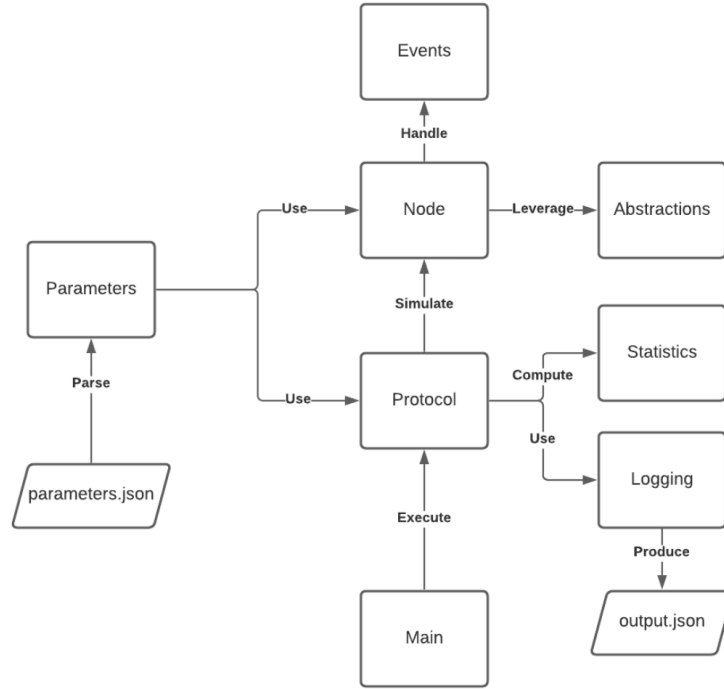 Events
Handle
Use
Node
Leverage
Abstractions
Parameters
Simulate
Statistics
Parse
Compute
Use
Protocol
Use
Logging
parameters.json
Execute
Produce
output.json
Main